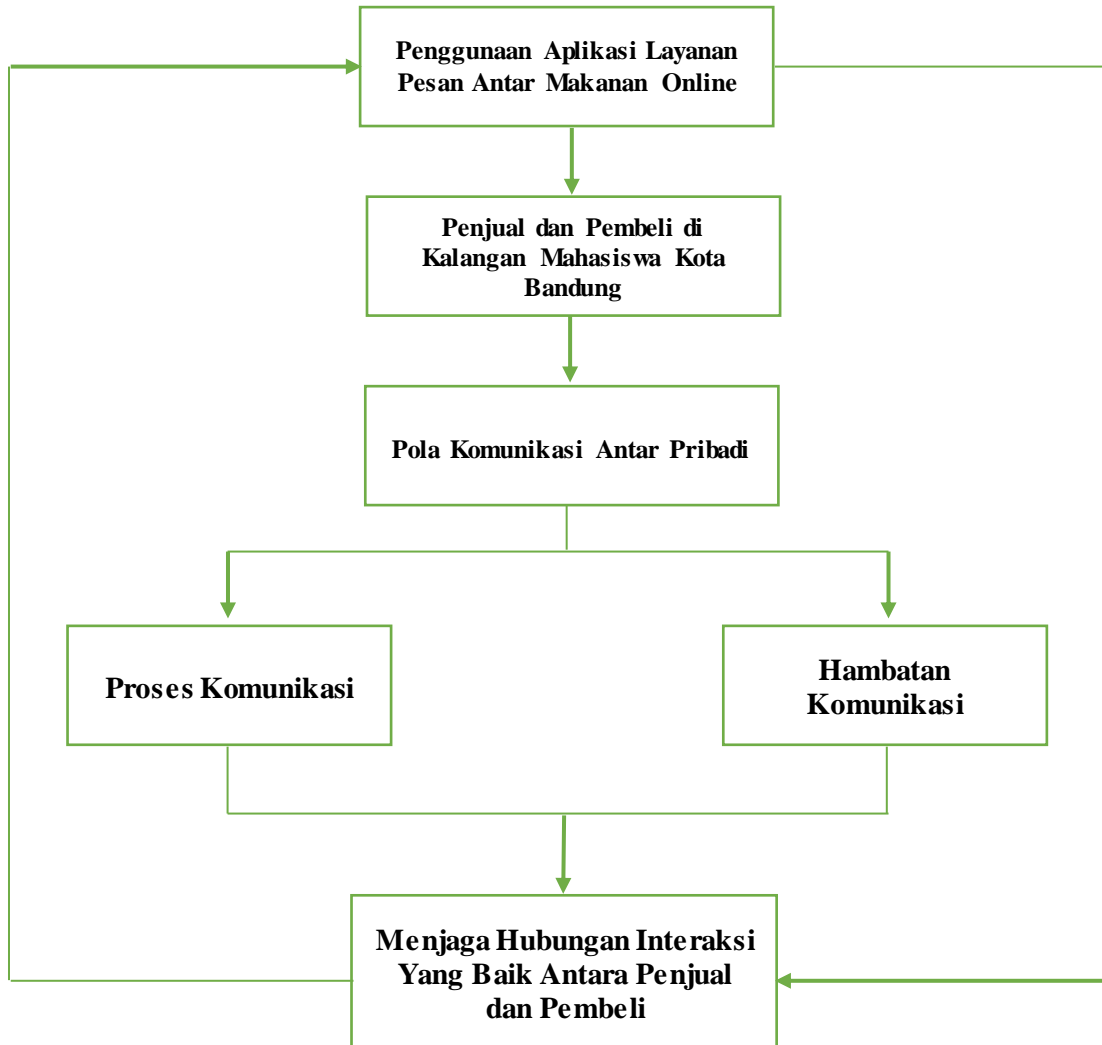 Penggunaan Aplikasi Layanan
Pesan Antar Makanan Online
Penjual dan Pembeli di
Kalangan Mahasiswa Kota
Bandung
Pola Komunikasi Antar Pribadi
Proses Komunikasi
Hambatan
Komunikasi
Menjaga Hubungan Interaksi
Yang Baik Antara Penjual
dan Pembeli